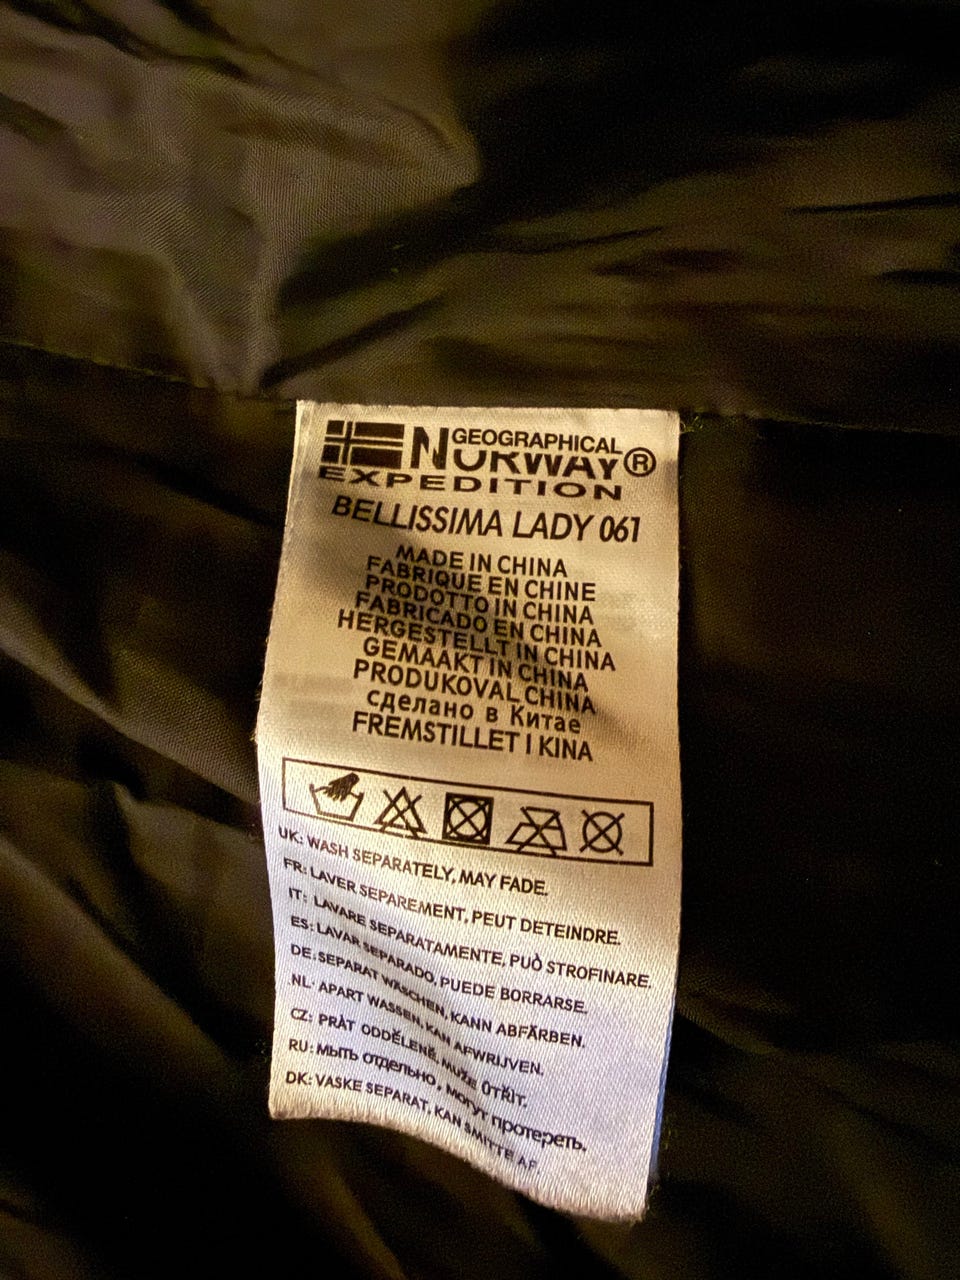 GEOGRAPHICAL
NORWAY®
EXPEDITION
BELLISSIMA LADY 061
MADE IN CHINA
FABRIQUE EN CHINE
PRODOTTO IN CHINA
FABRICADO EN CHINA
HERGESTELLT IN CHINA
GEMAAKT IN CHINA
PRODUKOVAL CHINA
сделано в Китае
FREMSTILLET I KINA
UK: WASH SEPARATELY, MAY FADE.
FR: LAVER SEPAREMENT, PEUT DETEINDRE.
IT: LAVARE SEPARATAMENTE, PUÒ STROFINARE.
ES: LAVAR SEPARADO, PUEDE BORRARSE.
DE: SEPARAT WASCHEN, KANN ABFÄRBEN.
NL: APART WASSEN, KAN AFWRIJVEN.
CZ: PRÀT ODDĚLENĚ, MUŽE OTŘÍT.
RU: мыть отдельно, могут протереть.
DK: VASKE SEPARAT, KAN SMITTE AF